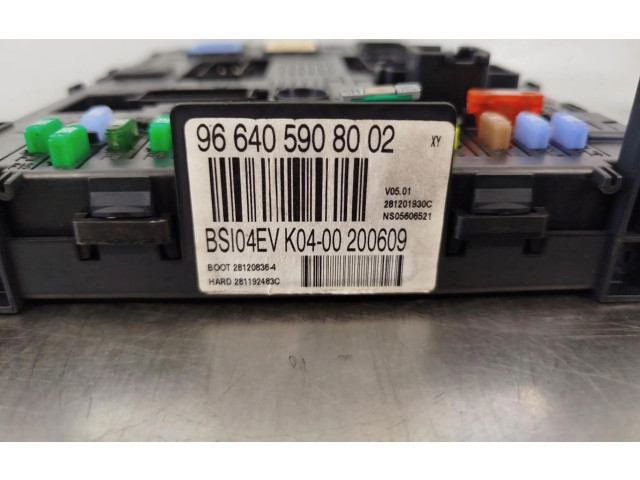 96 640 590 80 02
XY
V05.01
281201930C
NS05606521
BSI04EV K04-00 200609
BOOT 28120836-4
HARD 281192483C